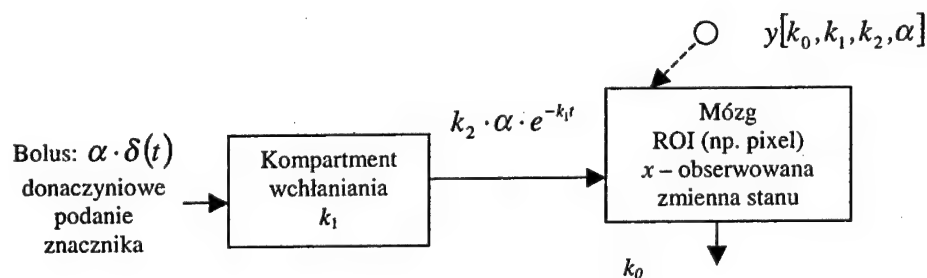 y[k₀, k₁, k₂, α]
k₂ · α · e^{-k₁t}
Bolus: α · δ(t)
donaczyniowe
podanie
znacznika
Kompartment
wchłaniania
k₁
Mózg
ROI (np. pixel)
x – obserwowana
zmienna stanu
k₀